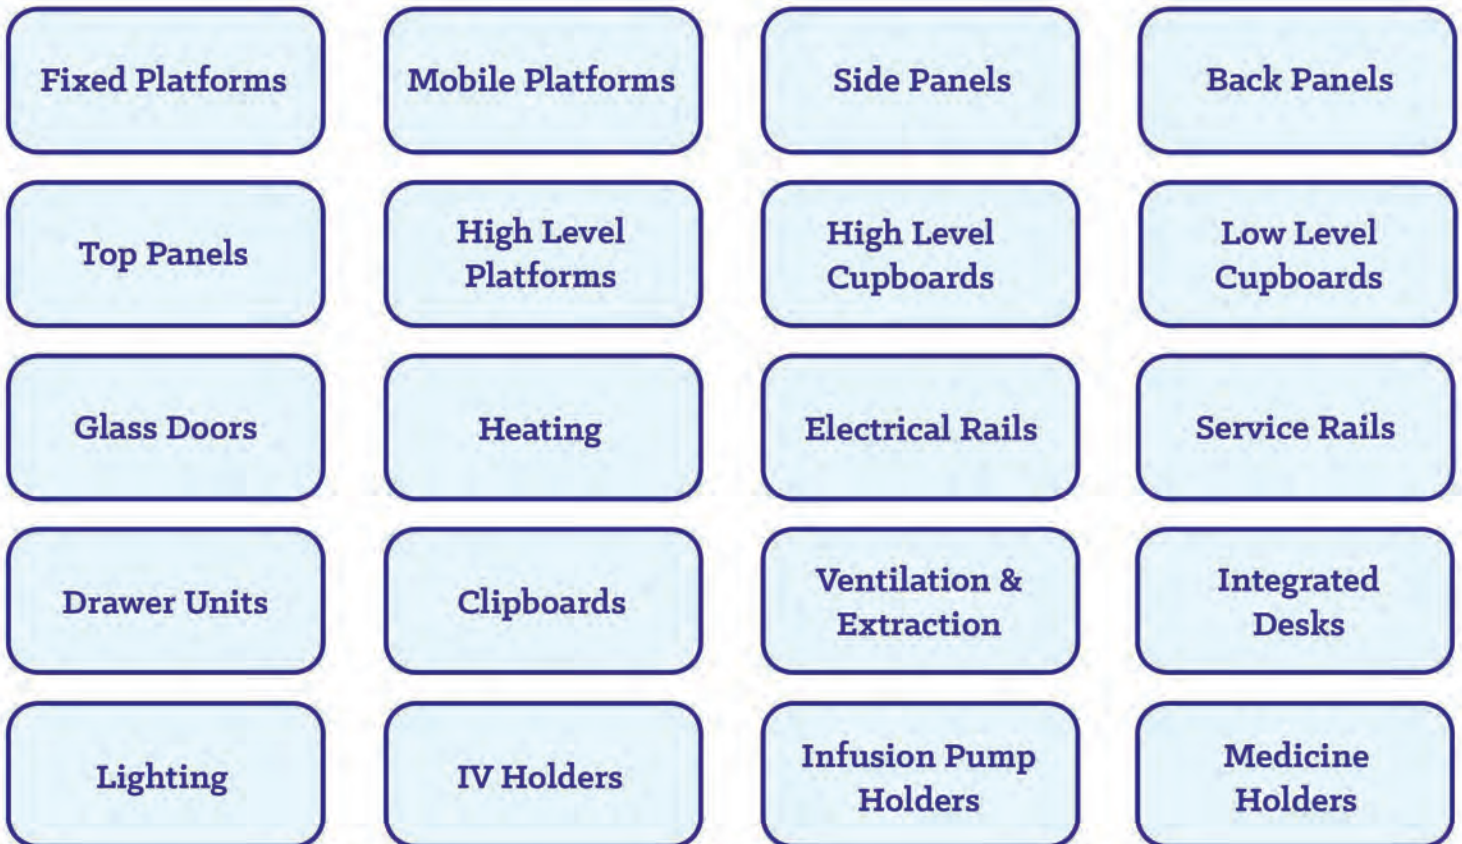 Fixed Platforms
Mobile Platforms
Side Panels
Back Panels
Top Panels
High Level
Platforms
High Level
Cupboards
Low Level
Cupboards
Glass Doors
Heating
Electrical Rails
Service Rails
Drawer Units
Clipboards
Ventilation &
Extraction
Integrated
Desks
Lighting
IV Holders
Infusion Pump
Holders
Medicine
Holders